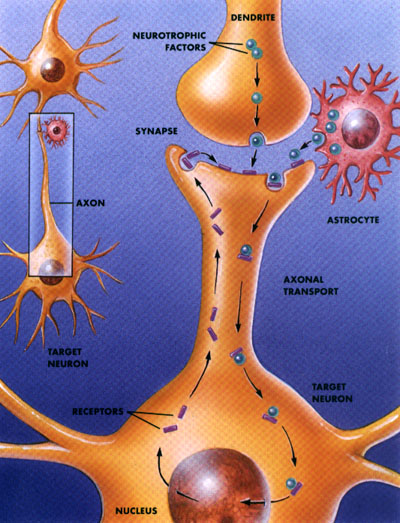 DENDRITE
NEUROTROPHIC
FACTORS
SYNAPSE
ASTROCYTE
AXON
AXONAL
TRANSPORT
TARGET
NEURON
TARGET
NEURON
RECEPTORS
NUCLEUS